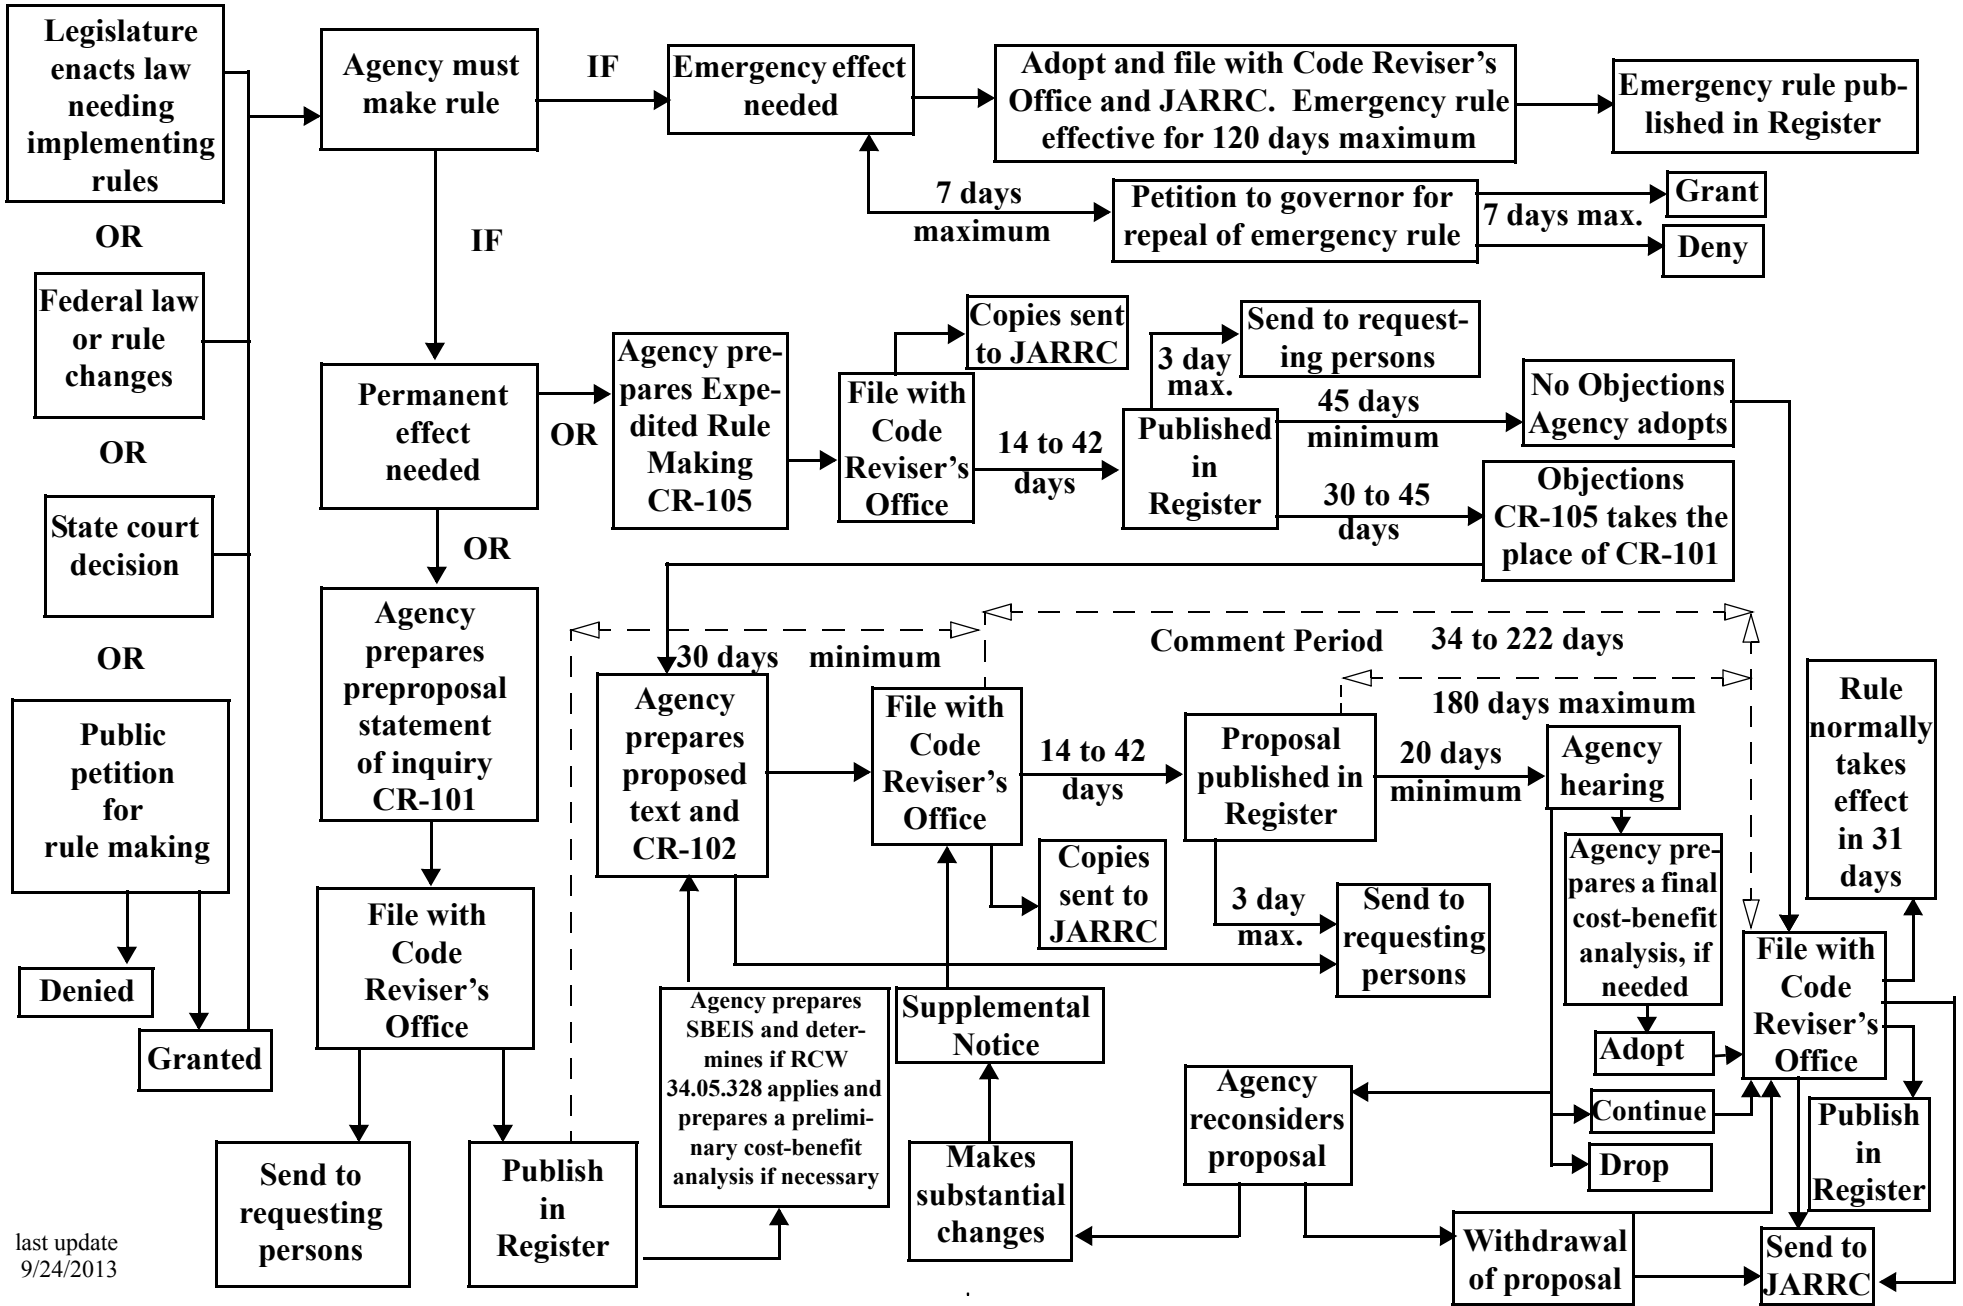 Legislature
enacts law
needing
implementing
rules
OR
Federal law
or rule
changes
OR
State court
decision
OR
Public
petition
for
rule making
Denied
Granted
Agency must
make rule
IF
Emergency effect
needed
Adopt and file with Code Reviser's
Office and JARRC. Emergency rule
effective for 120 days maximum
Emergency rule pub-
lished in Register
7 days
maximum
Petition to governor for
repeal of emergency rule
7 days max.
Grant
Deny
IF
Permanent
effect
needed
OR
Agency pre-
pares Expe-
dited Rule
Making
CR-105
File with
Code
Reviser's
Office
Copies sent
to JARRC
14 to 42
days
Published
in
Register
3 day
max.
Send to request-
ing persons
45 days
minimum
No Objections
Agency adopts
30 to 45
days
Objections
CR-105 takes the
place of CR-101
OR
Agency
prepares
preproposal
statement
of inquiry
CR-101
File with
Code
Reviser's
Office
Send to
requesting
persons
Publish
in
Register
30 days minimum
Agency
prepares
proposed
text and
CR-102
Agency prepares
SBEIS and deter-
mines if RCW
34.05.328 applies and
prepares a prelimi-
nary cost-benefit
analysis if necessary
File with
Code
Reviser's
Office
Copies
sent to
JARRC
Supplemental
Notice
Makes
substantial
changes
Comment Period 34 to 222 days
180 days maximum
14 to 42
days
Proposal
published in
Register
3 day
max.
Send to
requesting
persons
20 days
minimum
Agency
hearing
Agency pre-
pares a final
cost-benefit
analysis, if
needed
Adopt
Continue
Drop
Agency
reconsiders
proposal
Withdrawal
of proposal
File with
Code
Reviser's
Office
Rule
normally
takes
effect
in 31
days
Publish
in
Register
Send to
JARRC
last update
9/24/2013